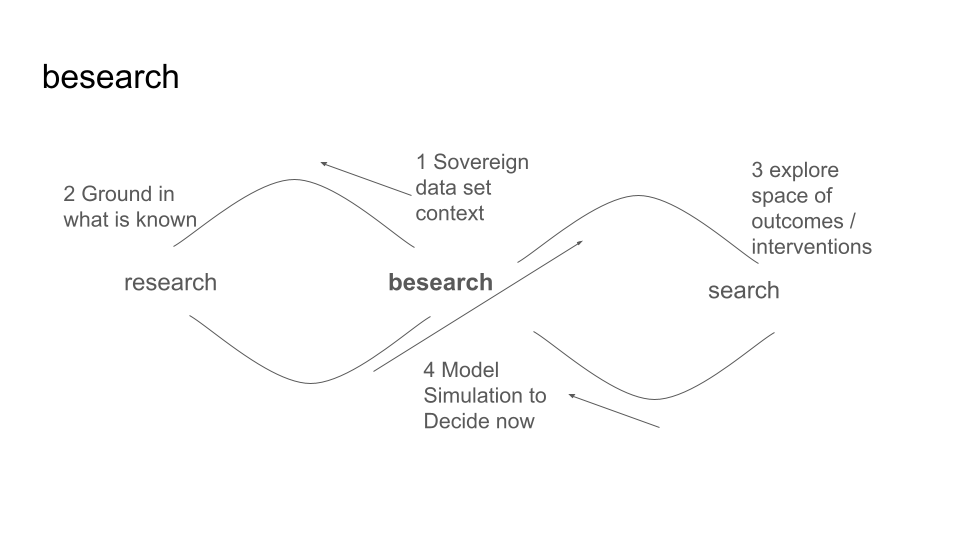 besearch
1 Sovereign
data set
context
2 Ground in
what is known
3 explore
space of
outcomes /
interventions
research
besearch
search
4 Model
Simulation to
Decide now